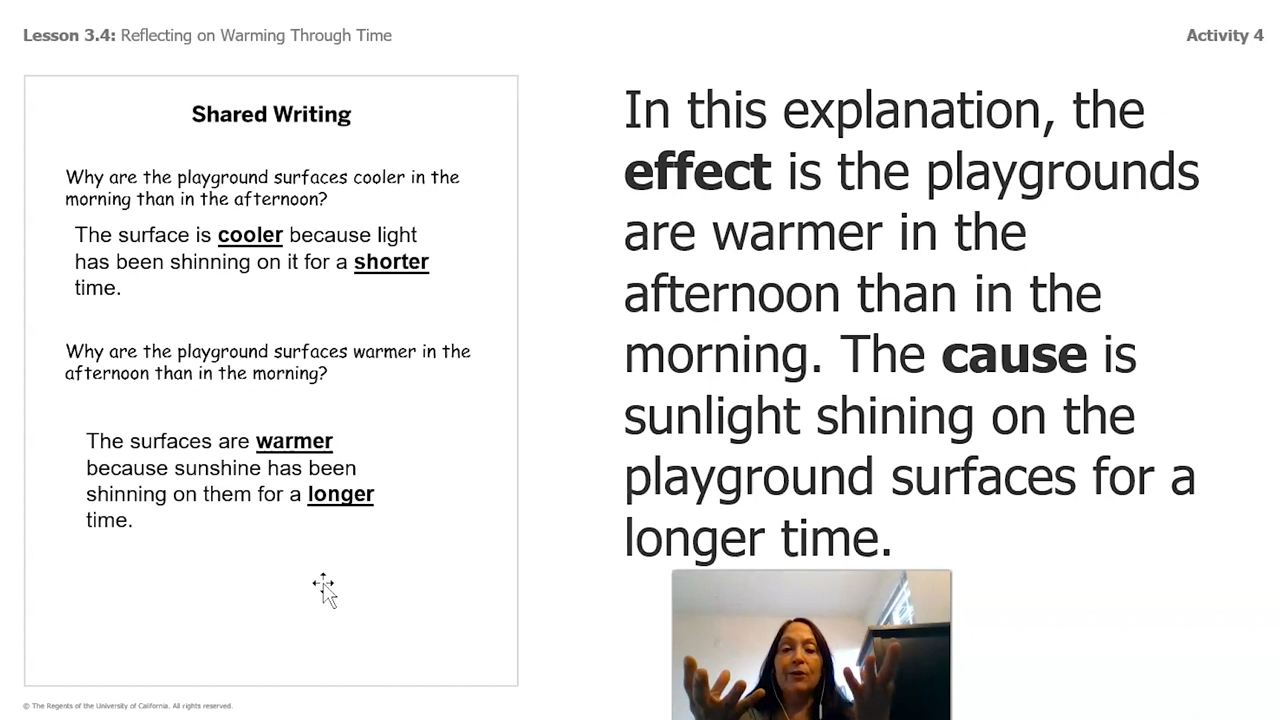 Lesson 3.4: Reflecting on Warming Through Time
Activity 4
Shared Writing
Why are the playground surfaces cooler in the
morning than in the afternoon?
The surface is cooler because light
has been shinning on it for a shorter
time.
Why are the playground surfaces warmer in the
afternoon than in the morning?
The surfaces are warmer
because sunshine has been
shinning on them for a longer
time.
In this explanation, the
effect is the playgrounds
are warmer in the
afternoon than in the
morning. The cause is
sunlight shining on the
playground surfaces for a
longer time.
© The Regents of the University of California. All rights reserved.